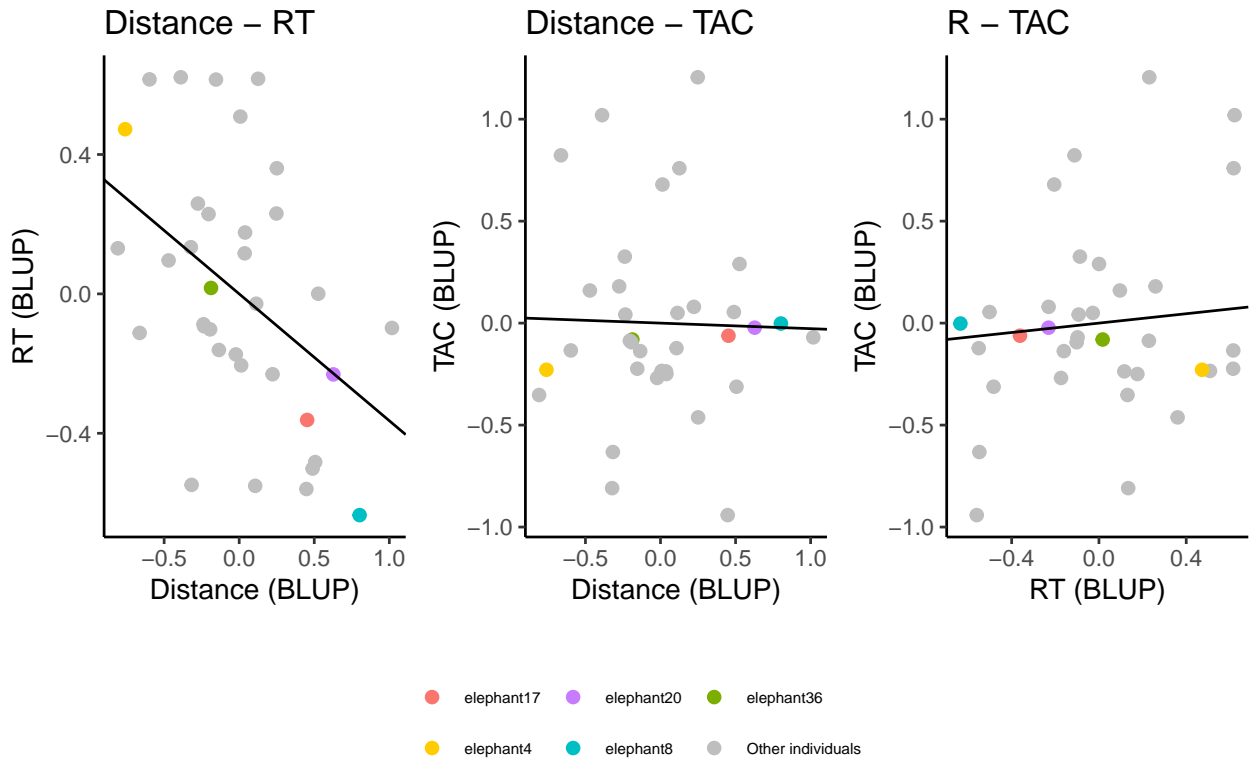 Distance – RT
Distance – TAC
R – TAC
RT (BLUP)
0.4
0.0
−0.4
−0.5
0.0
0.5
1.0
Distance (BLUP)
TAC (BLUP)
1.0
0.5
0.0
−0.5
−1.0
−0.5
0.0
0.5
1.0
Distance (BLUP)
TAC (BLUP)
1.0
0.5
0.0
−0.5
−1.0
−0.4
0.0
0.4
RT (BLUP)
elephant17
elephant20
elephant36
elephant4
elephant8
Other individuals